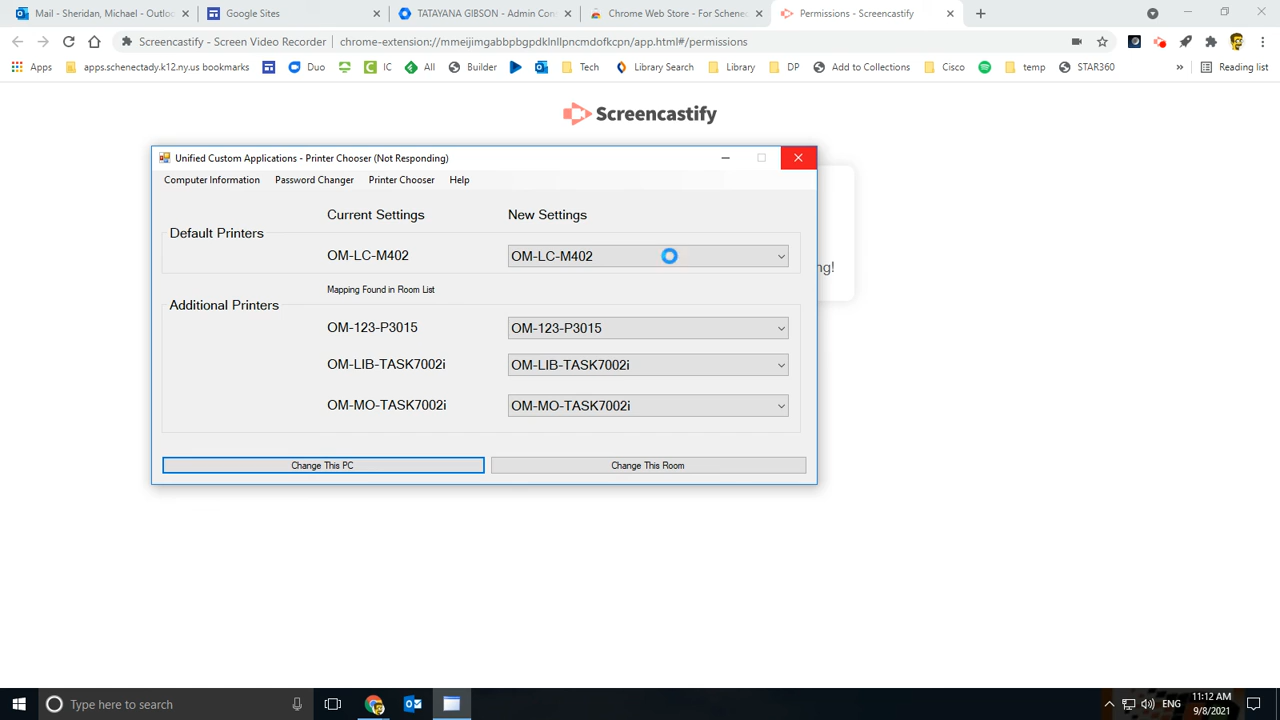 Mail - Sheridan, Michael - Outloo
Google Sites
TATAYANA GIBSON - Admin Con
Chrome Web Store - For Schenec
Permissions - Screencastify
Screencastify - Screen Video Recorder
chrome-extension://mmeijimgabbpbgpdklnllpncmdofkcpn/app.html#/permissions
Apps
apps.schenectady.k12.ny.us bookmarks
Duo
IC
All
Builder
Tech
Library Search
Library
DP
Add to Collections
Cisco
temp
STAR360
»
Reading list
Screencastify
Unified Custom Applications - Printer Chooser (Not Responding)
Computer Information
Password Changer
Printer Chooser
Help
Current Settings
New Settings
Default Printers
OM-LC-M402
OM-LC-M402
ng!
Mapping Found in Room List
Additional Printers
OM-123-P3015
OM-123-P3015
OM-LIB-TASK7002i
OM-LIB-TASK7002i
OM-MO-TASK7002i
OM-MO-TASK7002i
Change This PC
Change This Room
Type here to search
ENG
11:12 AM
9/8/2021